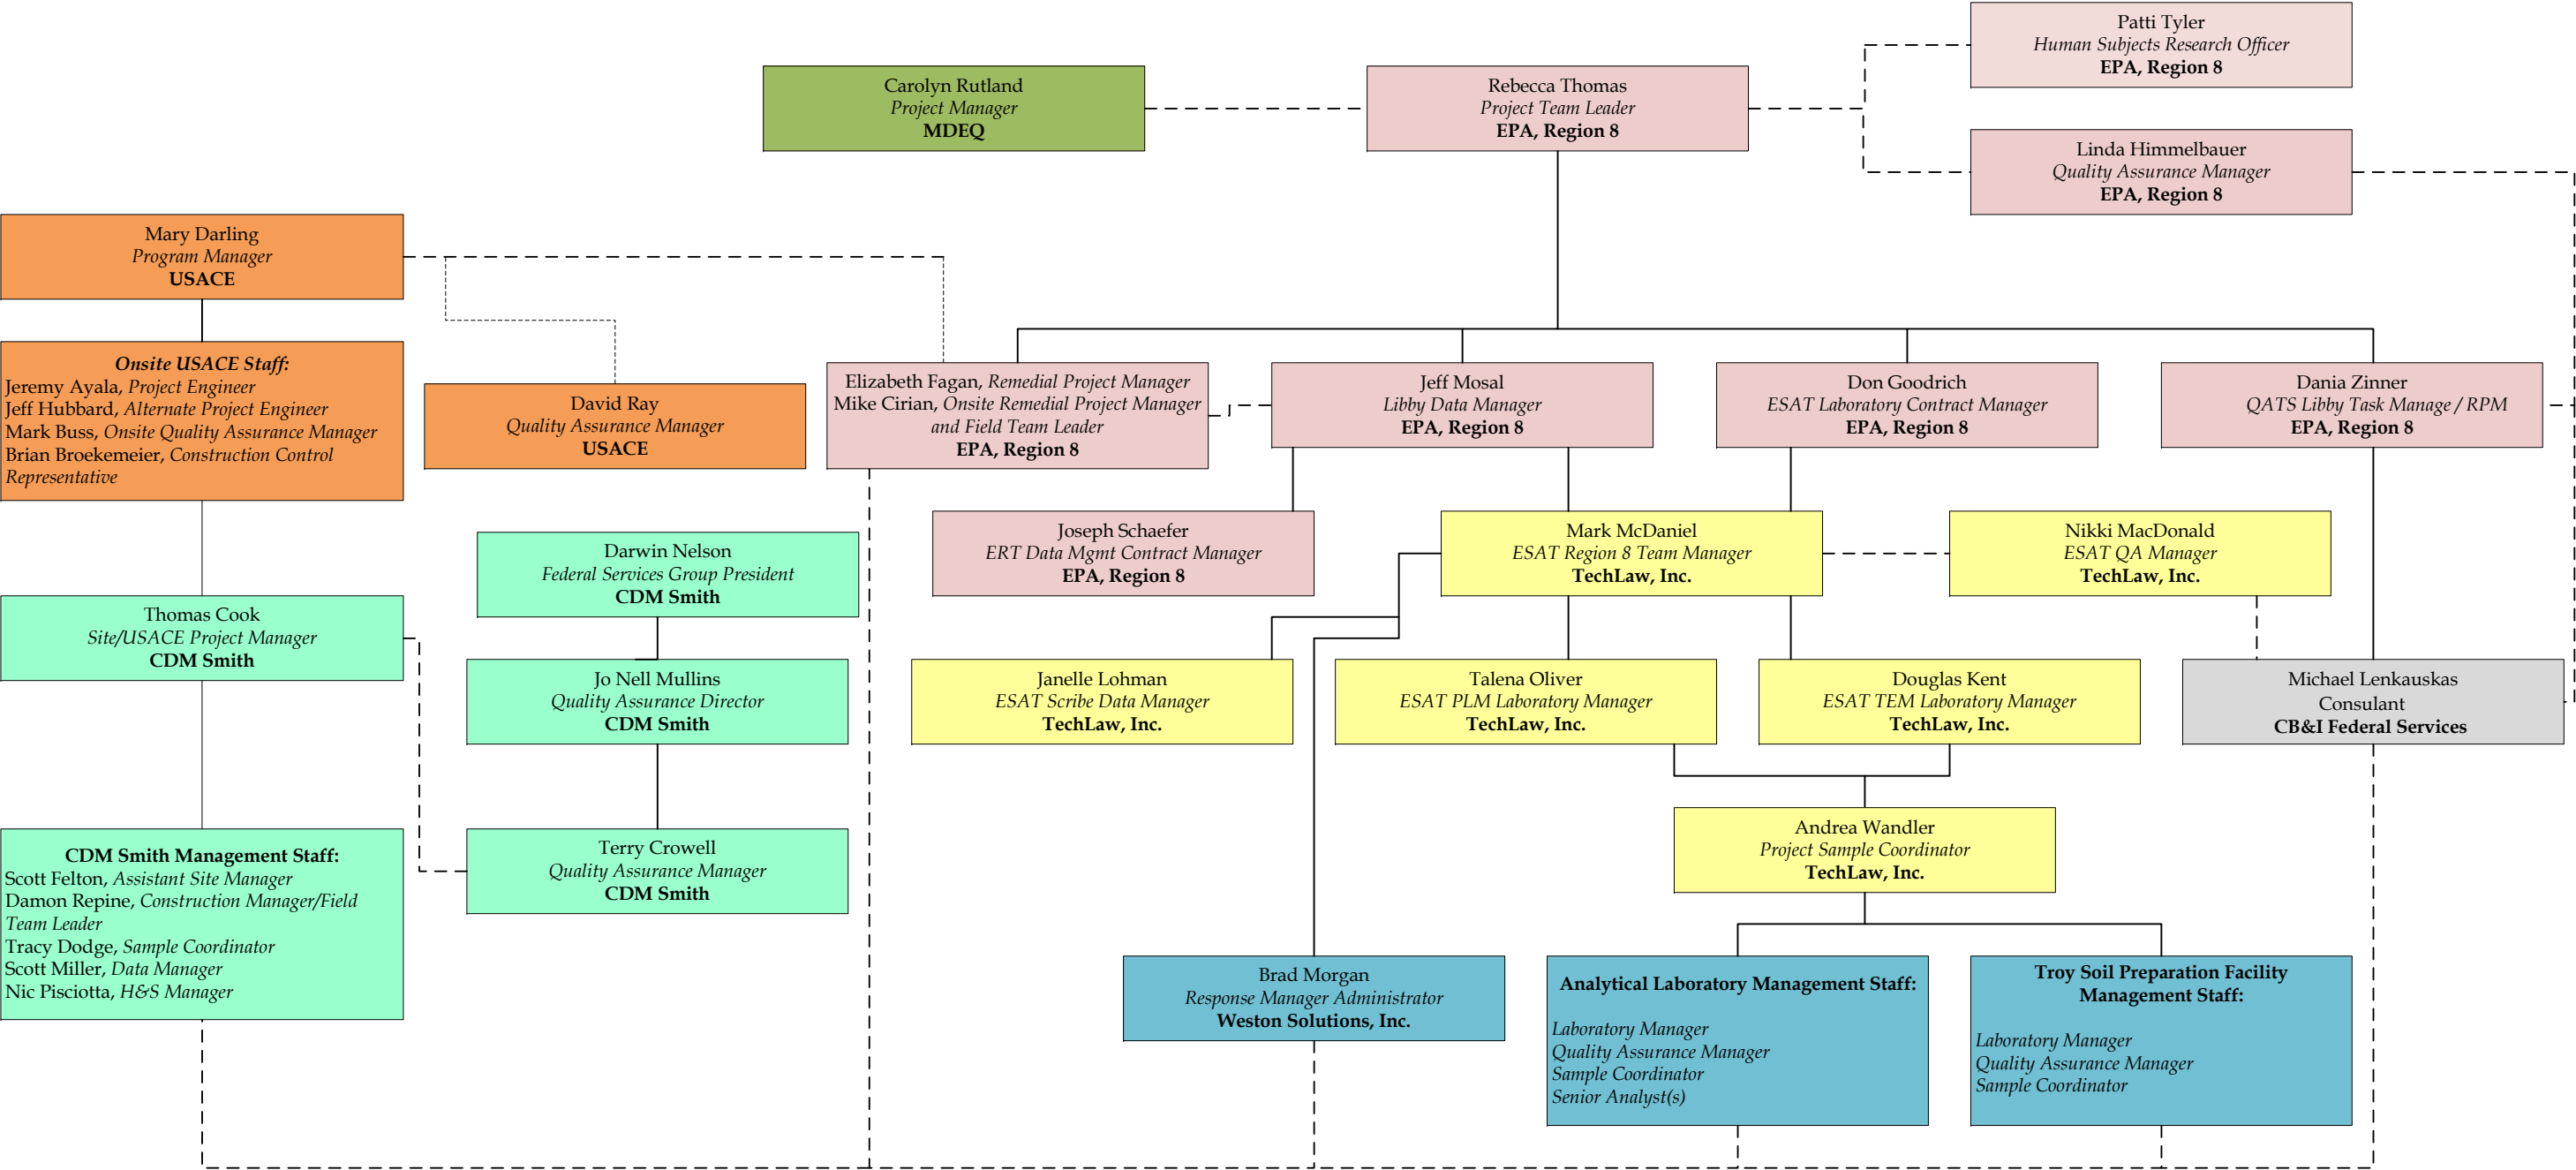 Patti Tyler
Human Subjects Research Officer
EPA, Region 8
Carolyn Rutland
Project Manager
MDEQ
Rebecca Thomas
Project Team Leader
EPA, Region 8
Linda Himmelbauer
Quality Assurance Manager
EPA, Region 8
Mary Darling
Program Manager
USACE
Onsite USACE Staff:
Jeremy Ayala, Project Engineer
Jeff Hubbard, Alternate Project Engineer
Mark Buss, Onsite Quality Assurance Manager
Brian Broekemeier, Construction Control
Representative
David Ray
Quality Assurance Manager
USACE
Elizabeth Fagan, Remedial Project Manager
Mike Cirian, Onsite Remedial Project Manager
and Field Team Leader
EPA, Region 8
Jeff Mosal
Libby Data Manager
EPA, Region 8
Don Goodrich
ESAT Laboratory Contract Manager
EPA, Region 8
Dania Zinner
QATS Libby Task Manage / RPM
EPA, Region 8
Darwin Nelson
Federal Services Group President
CDM Smith
Joseph Schaefer
ERT Data Mgmt Contract Manager
EPA, Region 8
Mark McDaniel
ESAT Region 8 Team Manager
TechLaw, Inc.
Nikki MacDonald
ESAT QA Manager
TechLaw, Inc.
Thomas Cook
Site/USACE Project Manager
CDM Smith
Jo Nell Mullins
Quality Assurance Director
CDM Smith
Janelle Lohman
ESAT Scribe Data Manager
TechLaw, Inc.
Talena Oliver
ESAT PLM Laboratory Manager
TechLaw, Inc.
Douglas Kent
ESAT TEM Laboratory Manager
TechLaw, Inc.
Michael Lenkauskas
Consulant
CB&I Federal Services
CDM Smith Management Staff:
Scott Felton, Assistant Site Manager
Damon Repine, Construction Manager/Field
Team Leader
Tracy Dodge, Sample Coordinator
Scott Miller, Data Manager
Nic Pisciotta, H&S Manager
Terry Crowell
Quality Assurance Manager
CDM Smith
Andrea Wandler
Project Sample Coordinator
TechLaw, Inc.
Brad Morgan
Response Manager Administrator
Weston Solutions, Inc.
Analytical Laboratory Management Staff:
Laboratory Manager
Quality Assurance Manager
Sample Coordinator
Senior Analyst(s)
Troy Soil Preparation Facility
Management Staff:
Laboratory Manager
Quality Assurance Manager
Sample Coordinator